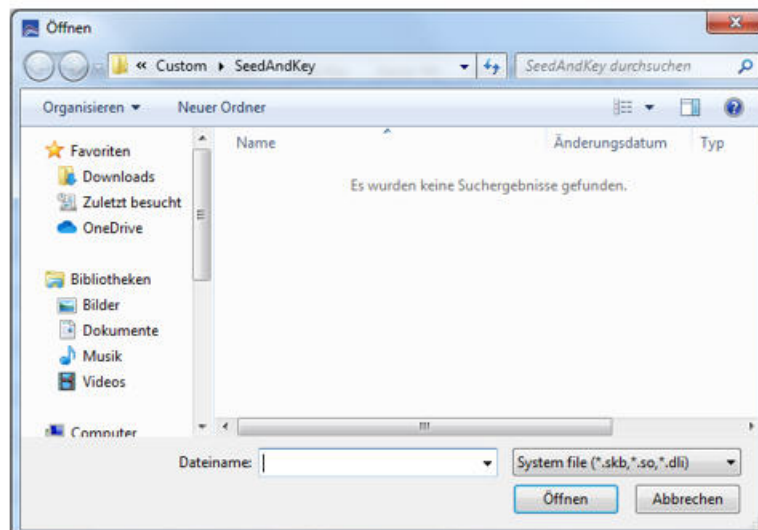 Öffnen
« Custom ▸ SeedAndKey
SeedAndKey durchsuchen
Organisieren Neuer Ordner
Name Änderungsdatum Typ
Es wurden keine Suchergebnisse gefunden.
Favoriten
Downloads
Zuletzt besucht
OneDrive
Bibliotheken
Bilder
Dokumente
Musik
Videos
Computer
Dateiname: System file (*.skb,*.so,*.dli)
Öffnen Abbrechen